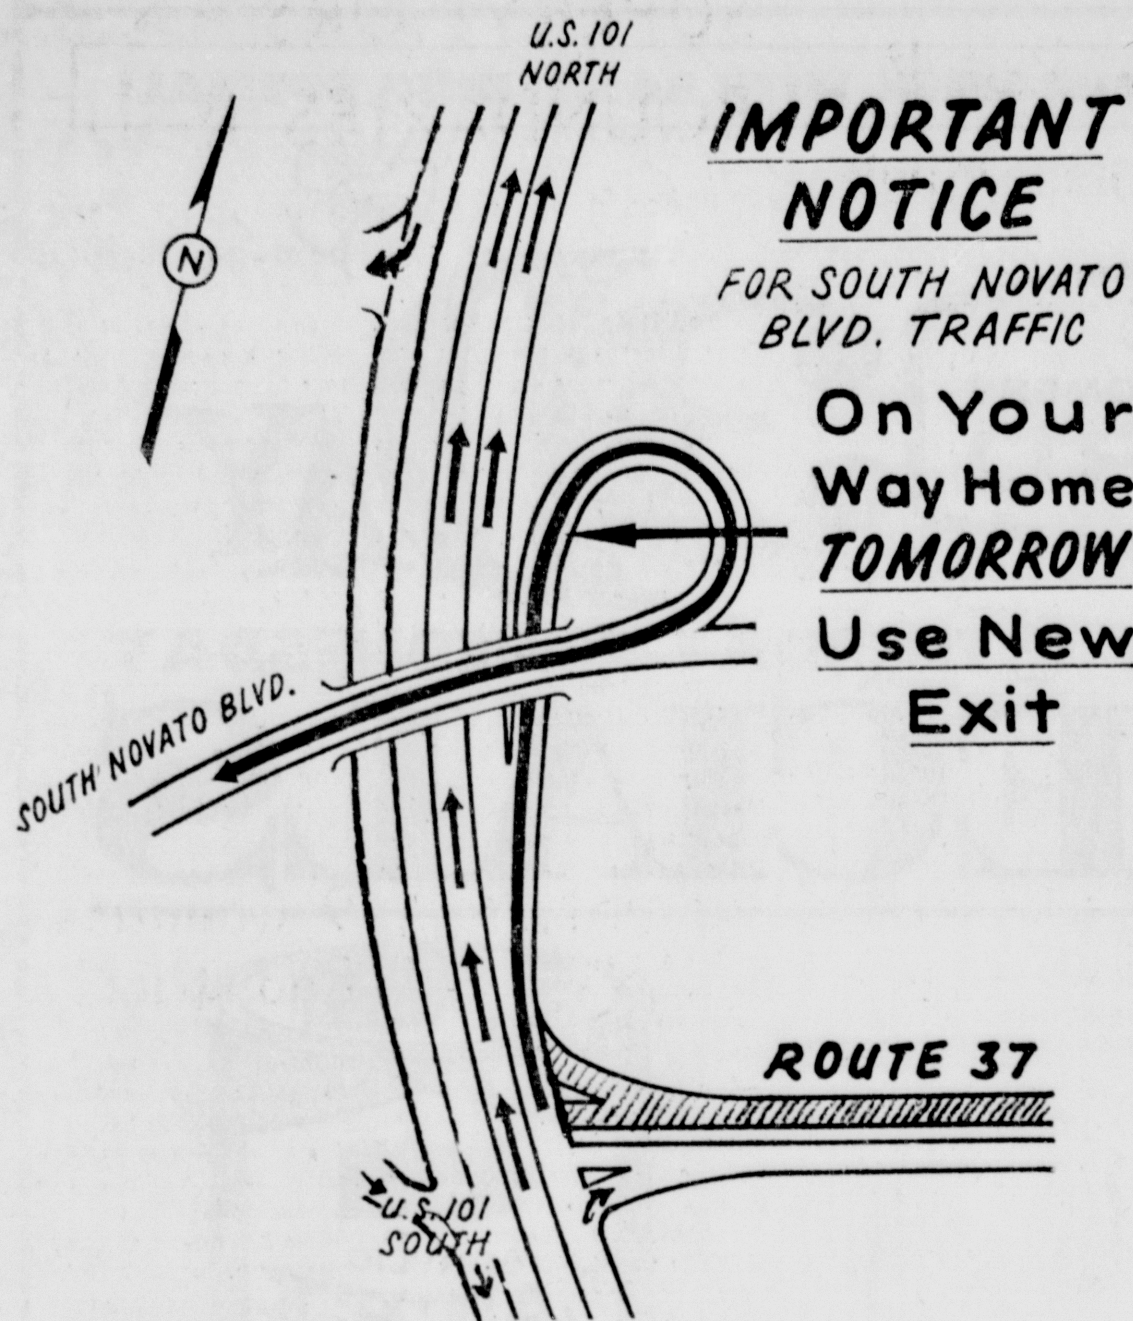 U.S. 101
NORTH
IMPORTANT
NOTICE
FOR SOUTH NOVATO
BLVD. TRAFFIC
N
On Your
Way Home
TOMORROW
Use New
Exit
SOUTH NOVATO BLVD.
ROUTE 37
U.S. 101
SOUTH